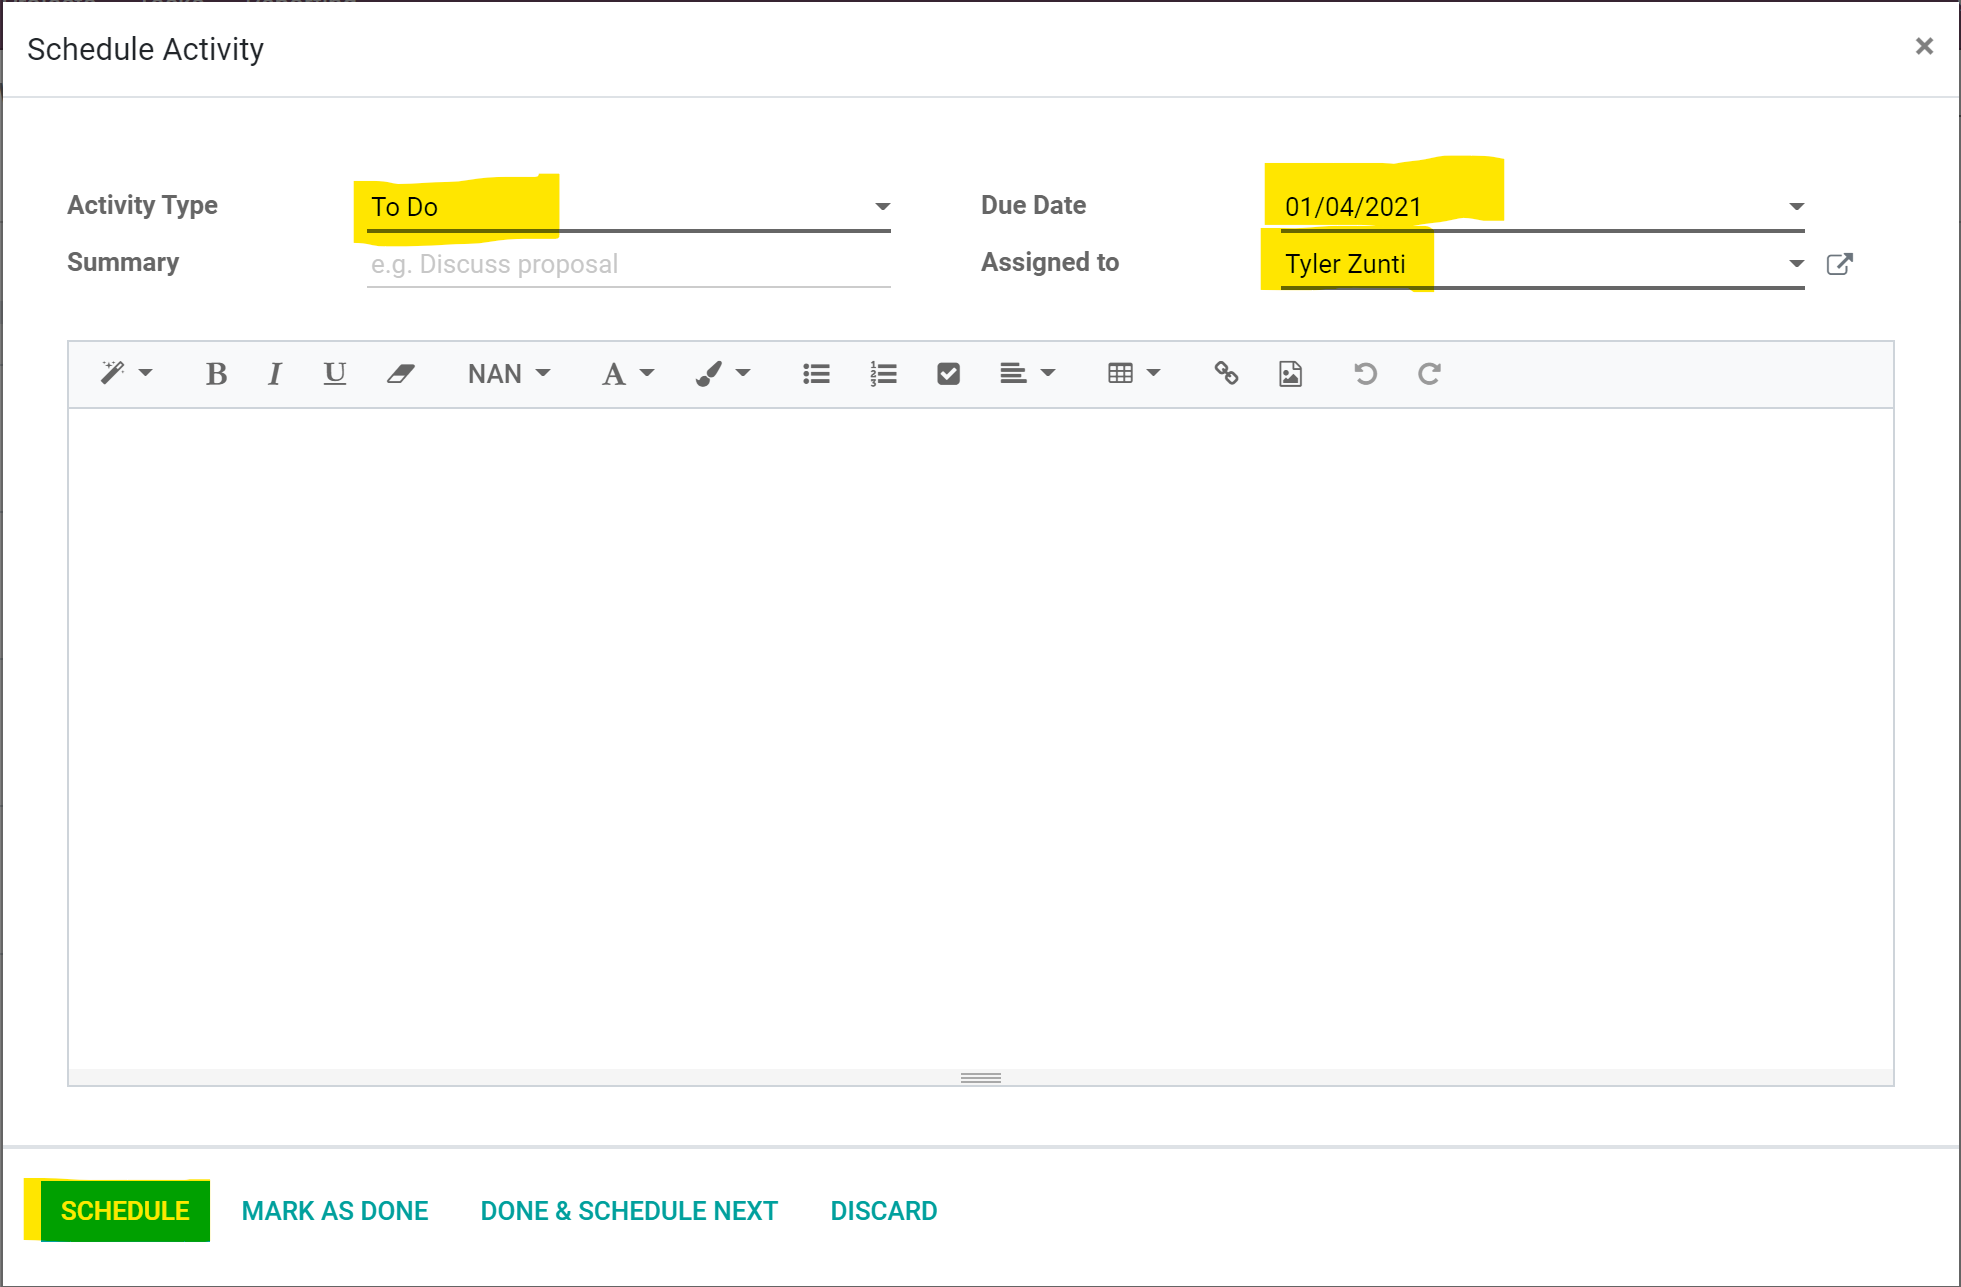 Schedule Activity ×
Activity Type To Do Due Date 01/04/2021
Summary e.g. Discuss proposal Assigned to Tyler Zunti
B I U NAN A
SCHEDULE MARK AS DONE DONE & SCHEDULE NEXT DISCARD